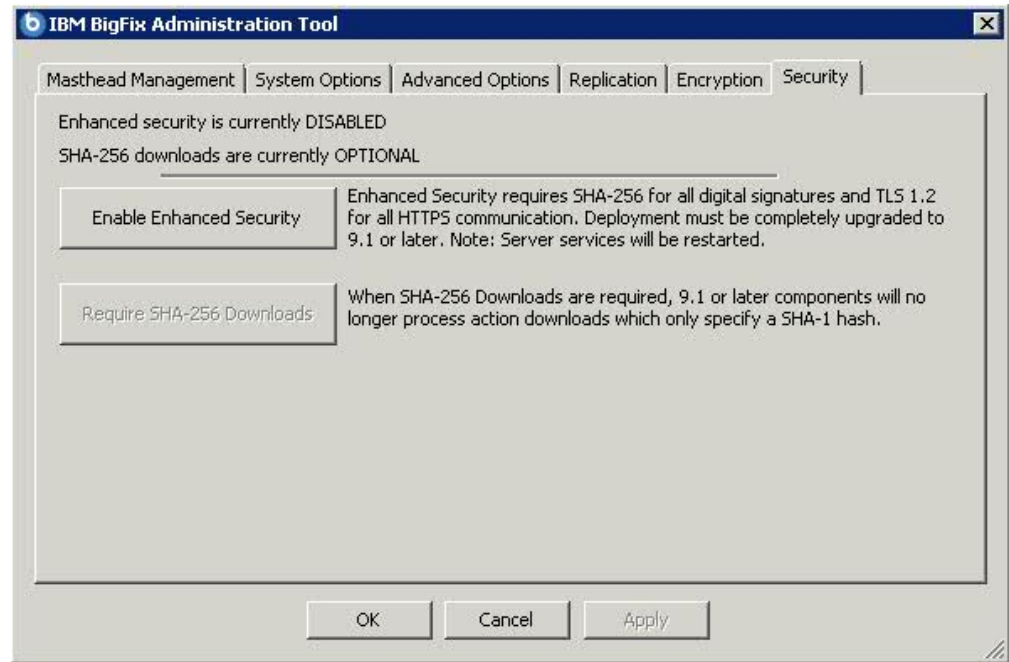 IBM BigFix Administration Tool
Masthead Management System Options Advanced Options Replication Encryption Security
Enhanced security is currently DISABLED
SHA-256 downloads are currently OPTIONAL
Enable Enhanced Security
Enhanced Security requires SHA-256 for all digital signatures and TLS 1.2
for all HTTPS communication. Deployment must be completely upgraded to
9.1 or later. Note: Server services will be restarted.
Require SHA-256 Downloads
When SHA-256 Downloads are required, 9.1 or later components will no
longer process action downloads which only specify a SHA-1 hash.
OK Cancel Apply